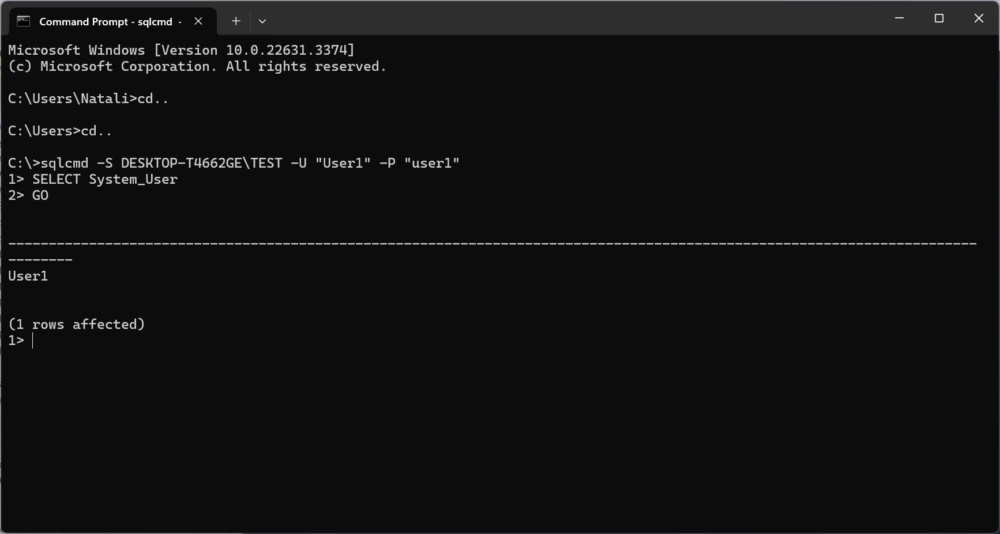 Command Prompt - sqlcmd  -
Microsoft Windows [Version 10.0.22631.3374]
(c) Microsoft Corporation. All rights reserved.
C:\Users\Natali>cd..
C:\Users>cd..
C:\>sqlcmd -S DESKTOP-T4662GE\TEST -U "User1" -P "user1"
1> SELECT System_User
2> GO
------------------------------------------------------------------------------------------------------------------------
--------
User1
(1 rows affected)
1>